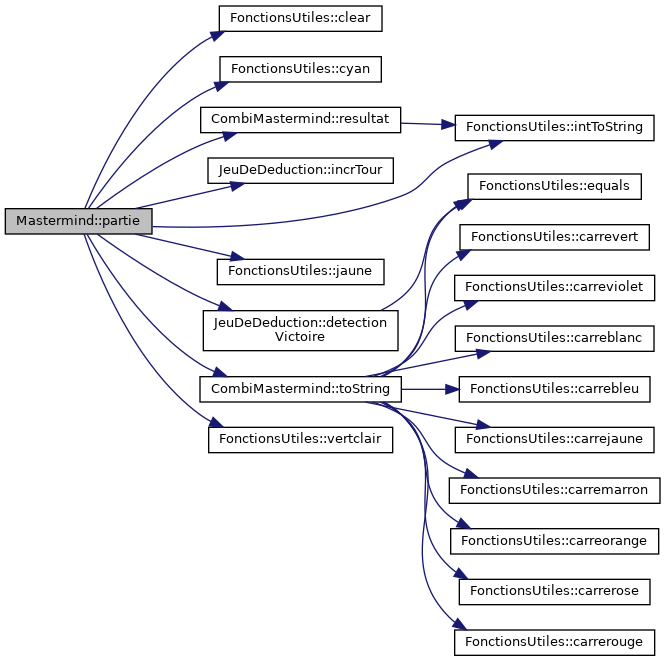 FonctionsUtiles::clear
FonctionsUtiles::cyan
CombiMastermind::resultat
FonctionsUtiles::intToString
JeuDeDeduction::incrTour
FonctionsUtiles::equals
Mastermind::partie
FonctionsUtiles::carrevert
FonctionsUtiles::jaune
FonctionsUtiles::carreviolet
JeuDeDeduction::detection
Victoire
FonctionsUtiles::carreblanc
CombiMastermind::toString
FonctionsUtiles::carrebleu
FonctionsUtiles::vertclair
FonctionsUtiles::carrejaune
FonctionsUtiles::carremarron
FonctionsUtiles::carreorange
FonctionsUtiles::carrerose
FonctionsUtiles::carrerouge